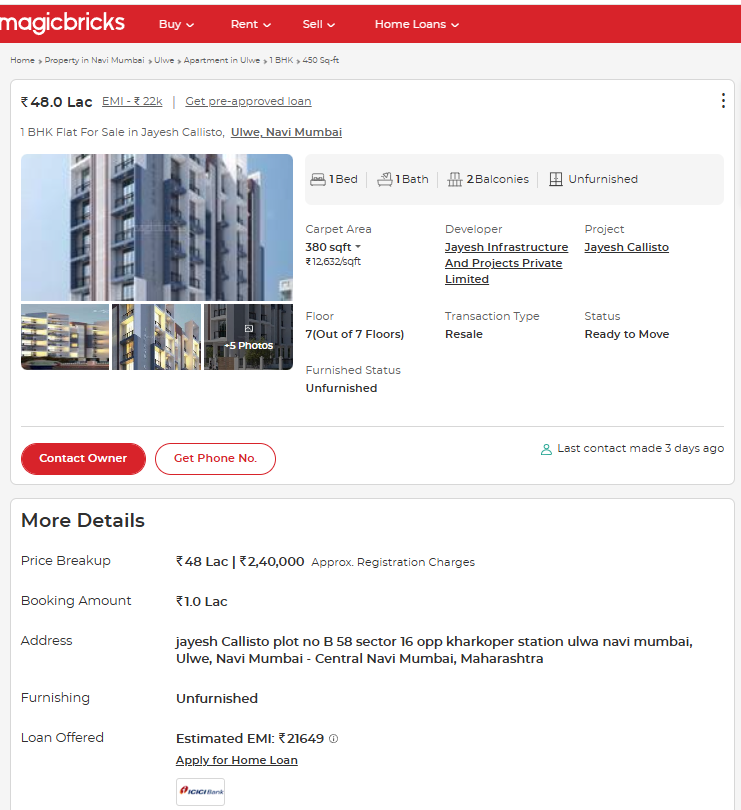 magicbricks
Buy
Rent
Sell
Home Loans
Home › Property in Navi Mumbai › Ulwe › Apartment in Ulwe › 1 BHK › 450 Sq-ft
₹48.0 Lac EMI - ₹ 22k | Get pre-approved loan
1 BHK Flat For Sale in Jayesh Callisto, Ulwe, Navi Mumbai
magicbricks
+5 Photos
1 Bed
1 Bath
2 Balconies
Unfurnished
Carpet Area
380 sqft
₹12,632/sqft
Developer
Jayesh Infrastructure
And Projects Private
Limited
Project
Jayesh Callisto
Floor
7(Out of 7 Floors)
Transaction Type
Resale
Status
Ready to Move
Furnished Status
Unfurnished
Contact Owner
Get Phone No.
Last contact made 3 days ago
More Details
Price Breakup
₹48 Lac | ₹2,40,000 Approx. Registration Charges
Booking Amount
₹1.0 Lac
Address
jayesh Callisto plot no B 58 sector 16 opp kharkoper station ulwa navi mumbai,
Ulwe, Navi Mumbai - Central Navi Mumbai, Maharashtra
Furnishing
Unfurnished
Loan Offered
Estimated EMI: ₹21649
Apply for Home Loan
ICICI Bank